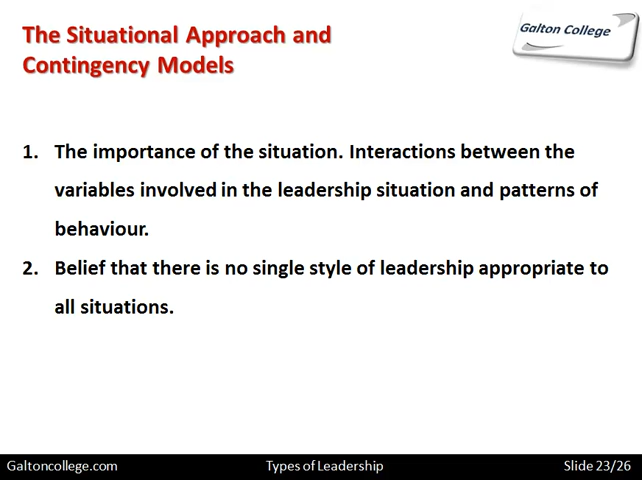 The Situational Approach and
Contingency Models
Galton College
1. The importance of the situation. Interactions between the
variables involved in the leadership situation and patterns of
behaviour.
2. Belief that there is no single style of leadership appropriate to
all situations.
Galtoncollege.com
Types of Leadership
Slide 23/26